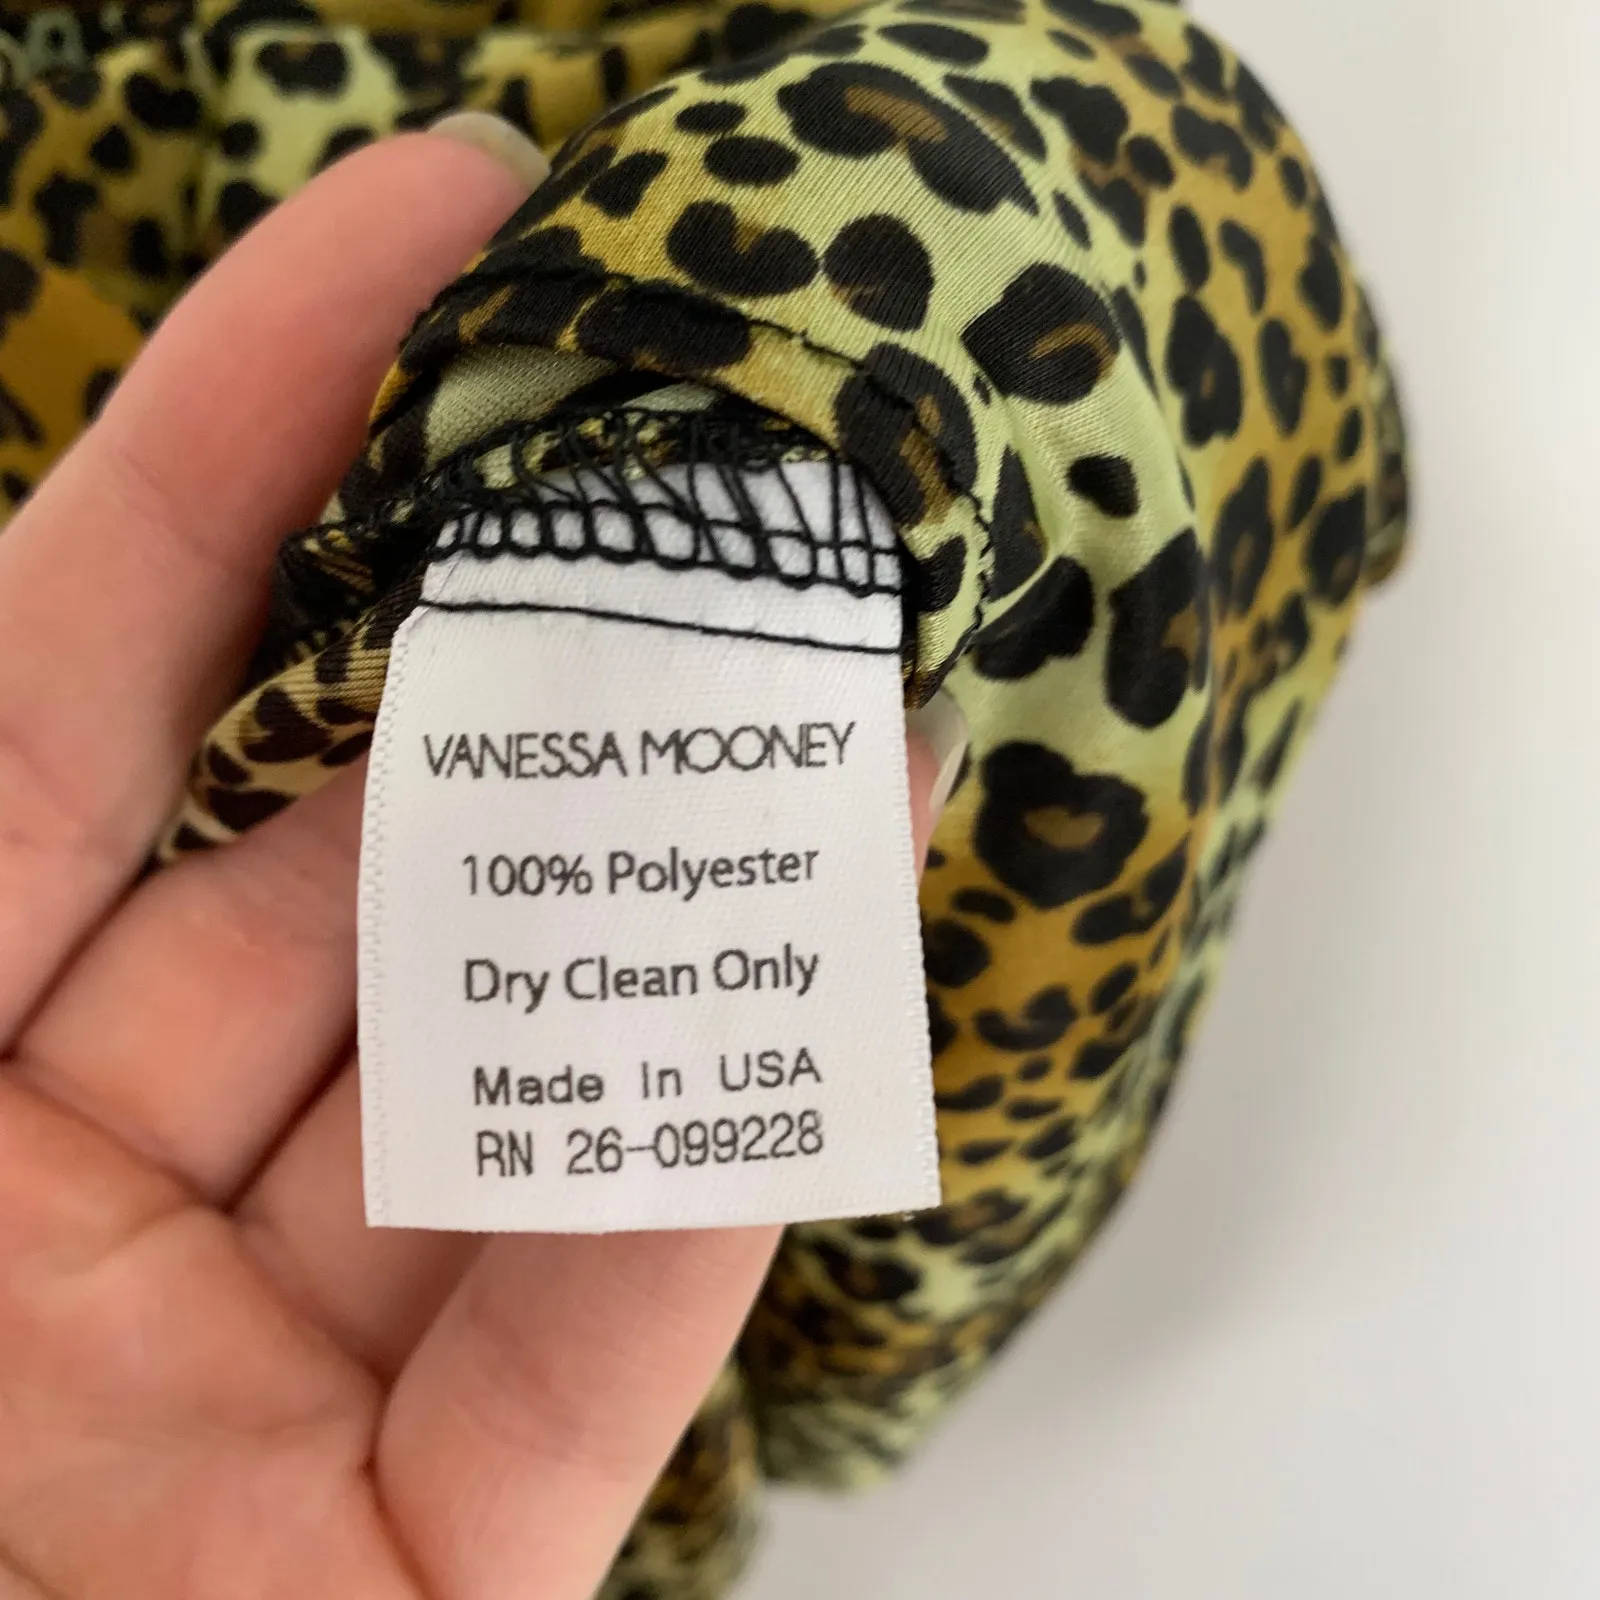 VANESSA MOONEY
100% Polyester
Dry Clean Only
Made In USA
RN 26-099228